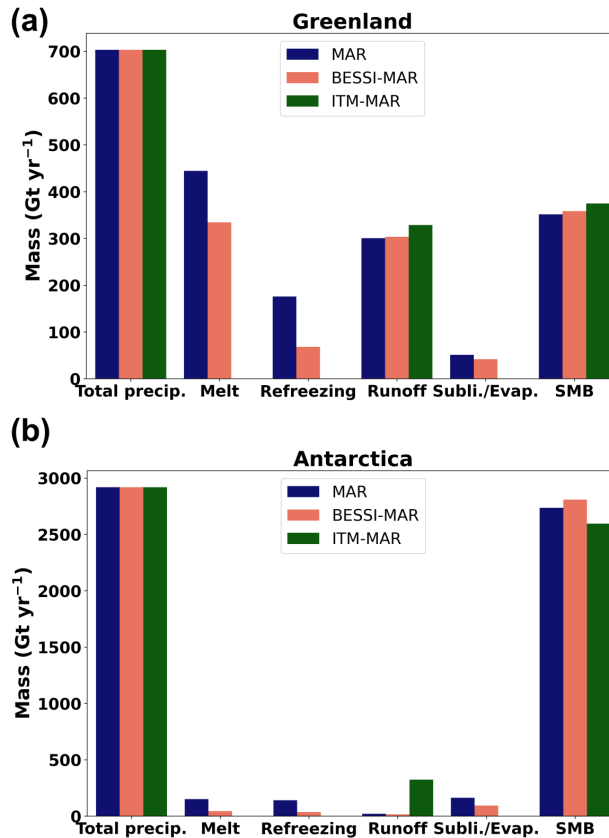 (a)
Greenland
700
600
500
400
300
200
100
0
Mass (Gt yr⁻¹)
MAR
BESSI-MAR
ITM-MAR
Total precip. Melt Refreezing Runoff Subli./Evap. SMB
(b)
Antarctica
3000
2500
2000
1500
1000
500
0
Mass (Gt yr⁻¹)
MAR
BESSI-MAR
ITM-MAR
Total precip. Melt Refreezing Runoff Subli./Evap. SMB